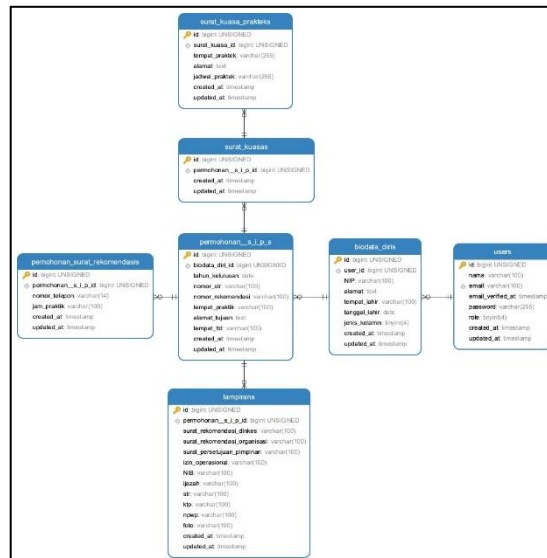 surat_kuasa_prakteks
id: bigint UNSIGNED
surat_kuasa_id: bigint UNSIGNED
tempat_praktek: varchar(255)
alamat: text
jadwal_praktek: varchar(255)
created_at: timestamp
updated_at: timestamp
surat_kuasas
id: bigint UNSIGNED
permohonan__s_i_p_id: bigint UNSIGNED
created_at: timestamp
updated_at: timestamp
permohonan_surat_rekomendasis
id: bigint UNSIGNED
permohonan__s_i_p_id: bigint UNSIGNED
nomor_telepon: varchar(14)
jam_praktik: varchar(100)
created_at: timestamp
updated_at: timestamp
permohonan__s_i_p_s
id: bigint UNSIGNED
biodata_diri_id: bigint UNSIGNED
tahun_kelulusan: date
nomor_str: varchar(100)
nomor_rekomendasi: varchar(100)
tempat_praktik: varchar(100)
alamat_tujuan: text
tempat_ttd: varchar(100)
created_at: timestamp
updated_at: timestamp
biodata_diris
id: bigint UNSIGNED
user_id: bigint UNSIGNED
NIP: varchar(100)
alamat: text
tempat_lahir: varchar(100)
tanggal_lahir: date
jenis_kelamin: tinyint(4)
created_at: timestamp
updated_at: timestamp
users
id: bigint UNSIGNED
name: varchar(100)
email: varchar(100)
email_verified_at: timestamp
password: varchar(255)
role: tinyint(4)
created_at: timestamp
updated_at: timestamp
lampirans
id: bigint UNSIGNED
permohonan__s_i_p_id: bigint UNSIGNED
surat_rekomendasi_dinkes: varchar(100)
surat_rekomendasi_organisasi: varchar(100)
surat_persetujuan_pimpinan: varchar(100)
izin_operasional: varchar(100)
NIB: varchar(100)
ijazah: varchar(100)
str: varchar(100)
ktp: varchar(100)
npwp: varchar(100)
foto: varchar(100)
created_at: timestamp
updated_at: timestamp